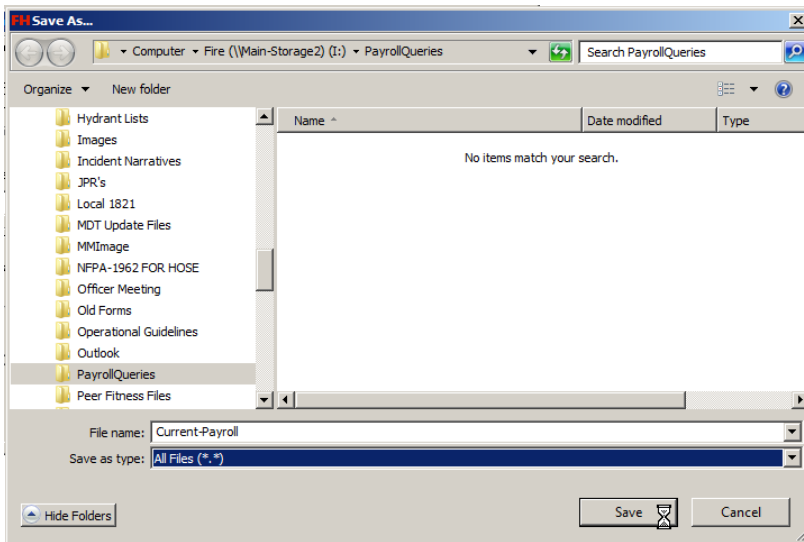 FH Save As...
Computer Fire (\\Main-Storage2) (I:) PayrollQueries Search PayrollQueries
Organize New folder
Name Date modified Type
Hydrant Lists
Images
Incident Narratives
JPR's
Local 1821
MDT Update Files
MMImage
NFPA-1962 FOR HOSE
Officer Meeting
Old Forms
Operational Guidelines
Outlook
PayrollQueries
Peer Fitness Files
No items match your search.
File name: Current-Payroll
Save as type: All Files (*.*)
Hide Folders Save Cancel